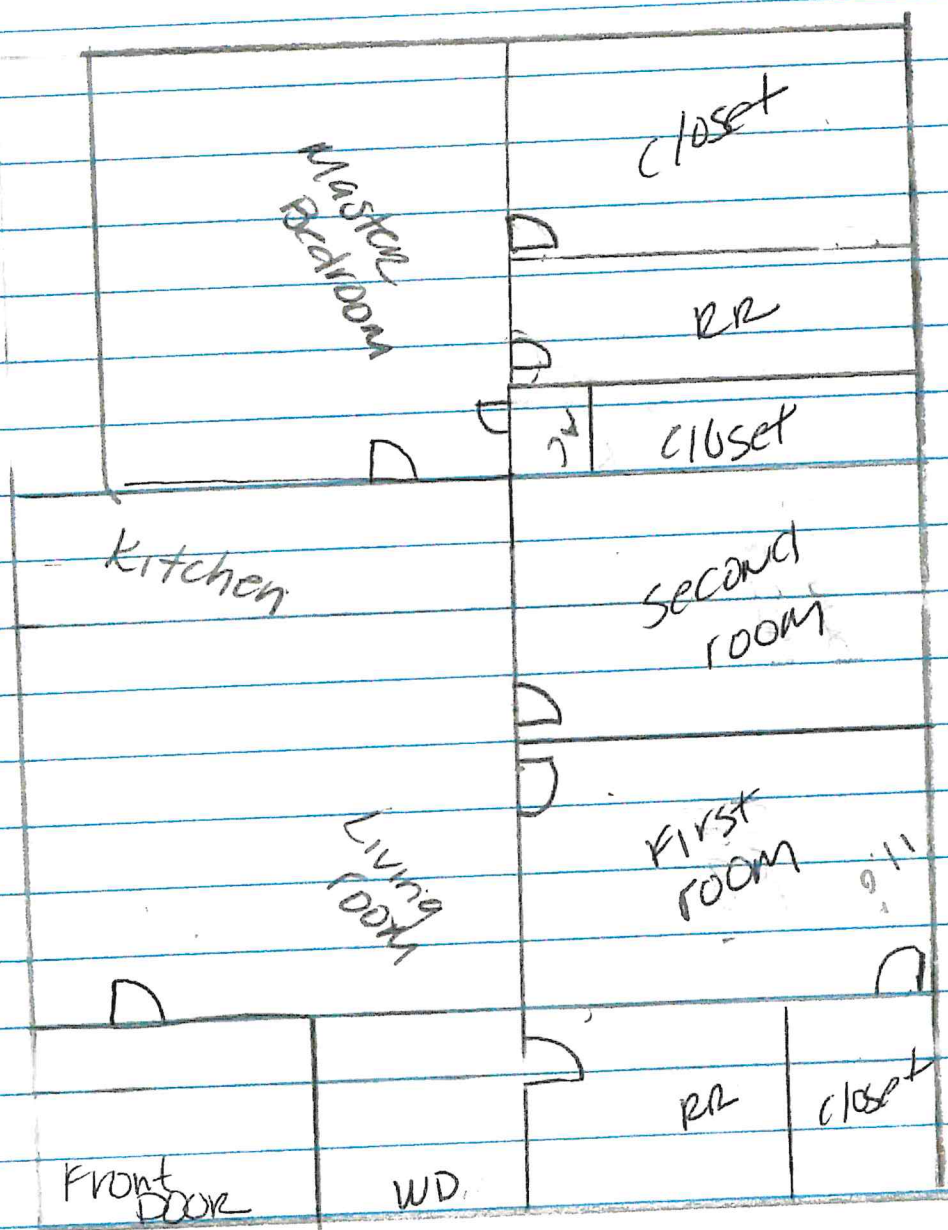 closet
Master
Bedroom
RR
closet
Kitchen
second
room
First
room
Living
room
RR
closet
Front
DOOR
WD.